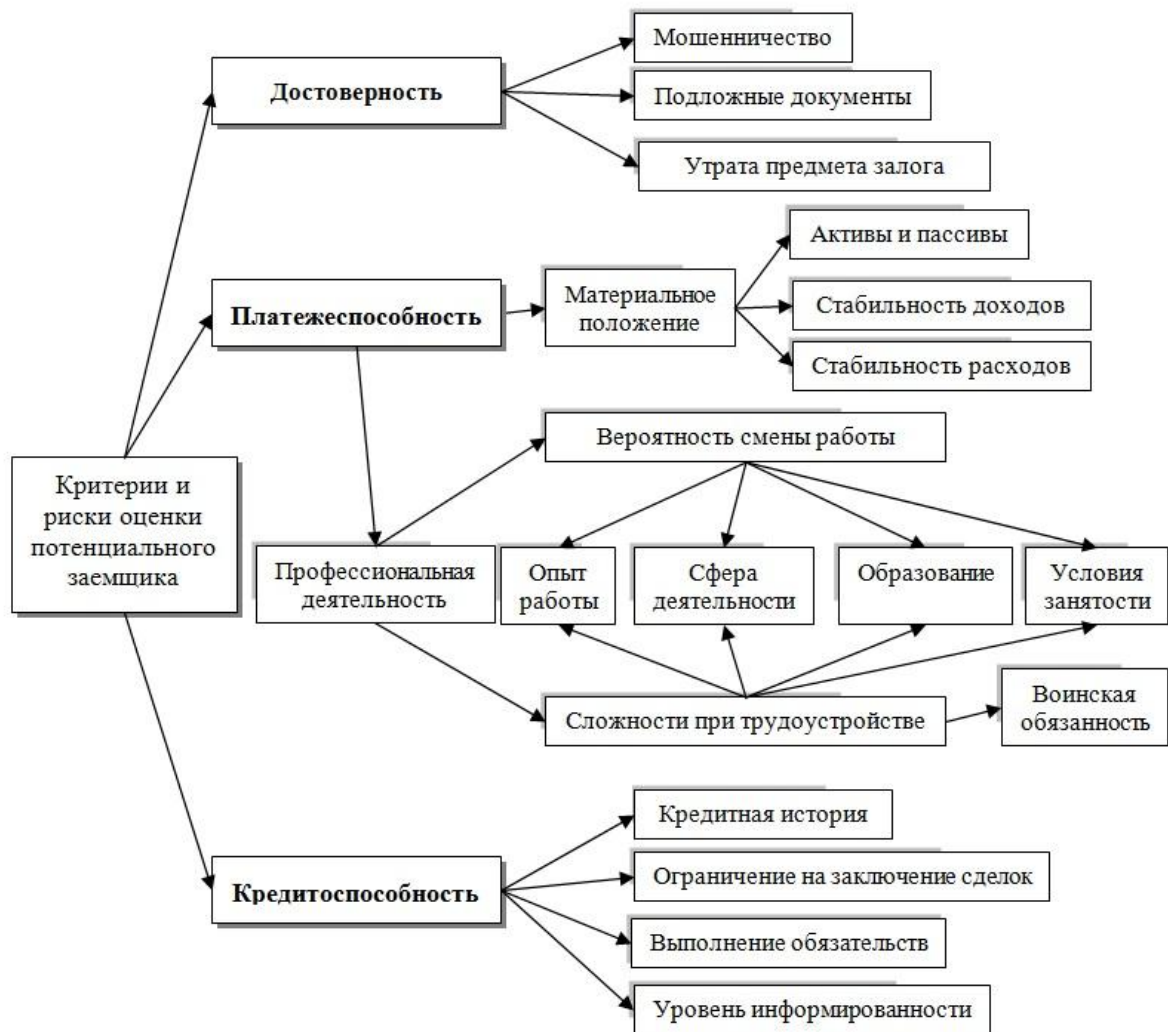 Мошенничество
Достоверность
Подложные документы
Утрата предмета залога
Активы и пассивы
Материальное
положение
Платежеспособность
Стабильность доходов
Стабильность расходов
Вероятность смены работы
Критерии и
риски оценки
потенциального
заемщика
Профессиональная
деятельность
Опыт
работы
Сфера
деятельности
Образование
Условия
занятости
Сложности при трудоустройстве
Воинская
обязанность
Кредитная история
Ограничение на заключение сделок
Кредитоспособность
Выполнение обязательств
Уровень информированности